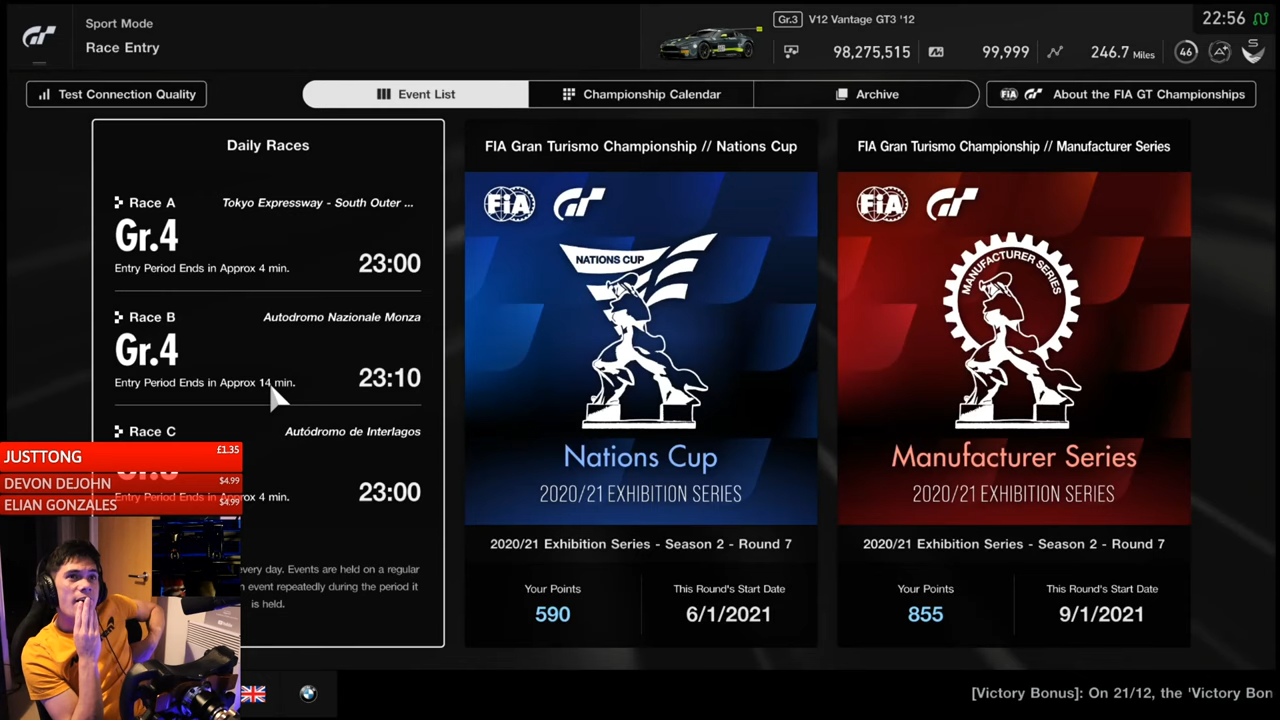 Sport Mode
Race Entry
Gr.3 V12 Vantage GT3 '12
98,275,515
99,999
246.7 Miles
46
22:56
Test Connection Quality
Event List
Championship Calendar
Archive
FIA GT About the FIA GT Championships
Daily Races
Race A Tokyo Expressway - South Outer ...
Gr.4
Entry Period Ends in Approx 4 min. 23:00
Race B Autodromo Nazionale Monza
Gr.4
Entry Period Ends in Approx 14 min. 23:10
Race C Autódromo de Interlagos
Entry Period Ends in Approx 4 min. 23:00
every day. Events are held on a regular
event repeatedly during the period it
is held.
JUSTTONG £1.35
DEVON DEJOHN $4.99
ELIAN GONZALES $4.99
FIA Gran Turismo Championship // Nations Cup
FIA GT
NATIONS CUP
Nations Cup
2020/21 EXHIBITION SERIES
2020/21 Exhibition Series - Season 2 - Round 7
Your Points
590
This Round's Start Date
6/1/2021
FIA Gran Turismo Championship // Manufacturer Series
FIA GT
MANUFACTURER SERIES
Manufacturer Series
2020/21 EXHIBITION SERIES
2020/21 Exhibition Series - Season 2 - Round 7
Your Points
855
This Round's Start Date
9/1/2021
[Victory Bonus]: On 21/12, the 'Victory Bon